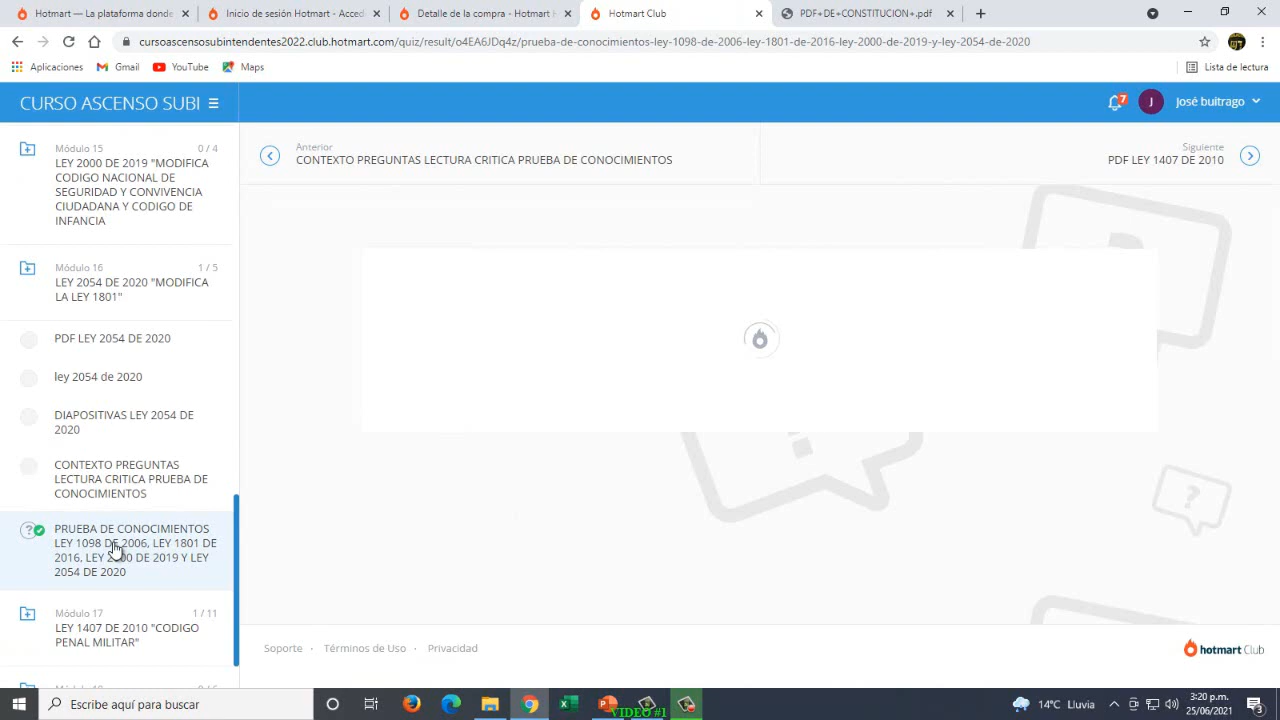 Hotmart — La plataforma donde
Inicio de sesión Hotmart - Acced
Detalle de la compra - Hotmart
Hotmart Club
PDF+DE+CONSTITUCION+.pdf
cursoascensosubintendentes2022.club.hotmart.com/quiz/result/o4EA6JDq4z/prueba-de-conocimientos-ley-1098-de-2006-ley-1801-de-2016-ley-2000-de-2019-y-ley-2054-de-2020
Aplicaciones
Gmail
YouTube
Maps
Lista de lectura
CURSO ASCENSO SUBI
7
J
José buitrago
Módulo 15
0 / 4
LEY 2000 DE 2019 "MODIFICA
CODIGO NACIONAL DE
SEGURIDAD Y CONVIVENCIA
CIUDADANA Y CODIGO DE
INFANCIA
Anterior
CONTEXTO PREGUNTAS LECTURA CRITICA PRUEBA DE CONOCIMIENTOS
Siguiente
PDF LEY 1407 DE 2010
Módulo 16
1 / 5
LEY 2054 DE 2020 "MODIFICA
LA LEY 1801"
PDF LEY 2054 DE 2020
ley 2054 de 2020
DIAPOSITIVAS LEY 2054 DE
2020
CONTEXTO PREGUNTAS
LECTURA CRITICA PRUEBA DE
CONOCIMIENTOS
PRUEBA DE CONOCIMIENTOS
LEY 1098 DE 2006, LEY 1801 DE
2016, LEY 2000 DE 2019 Y LEY
2054 DE 2020
Módulo 17
1 / 11
LEY 1407 DE 2010 "CODIGO
PENAL MILITAR"
Soporte · Términos de Uso · Privacidad
hotmart Club
Escribe aquí para buscar
VIDEO #1
14°C Lluvia
3:20 p.m.
25/06/2021
3